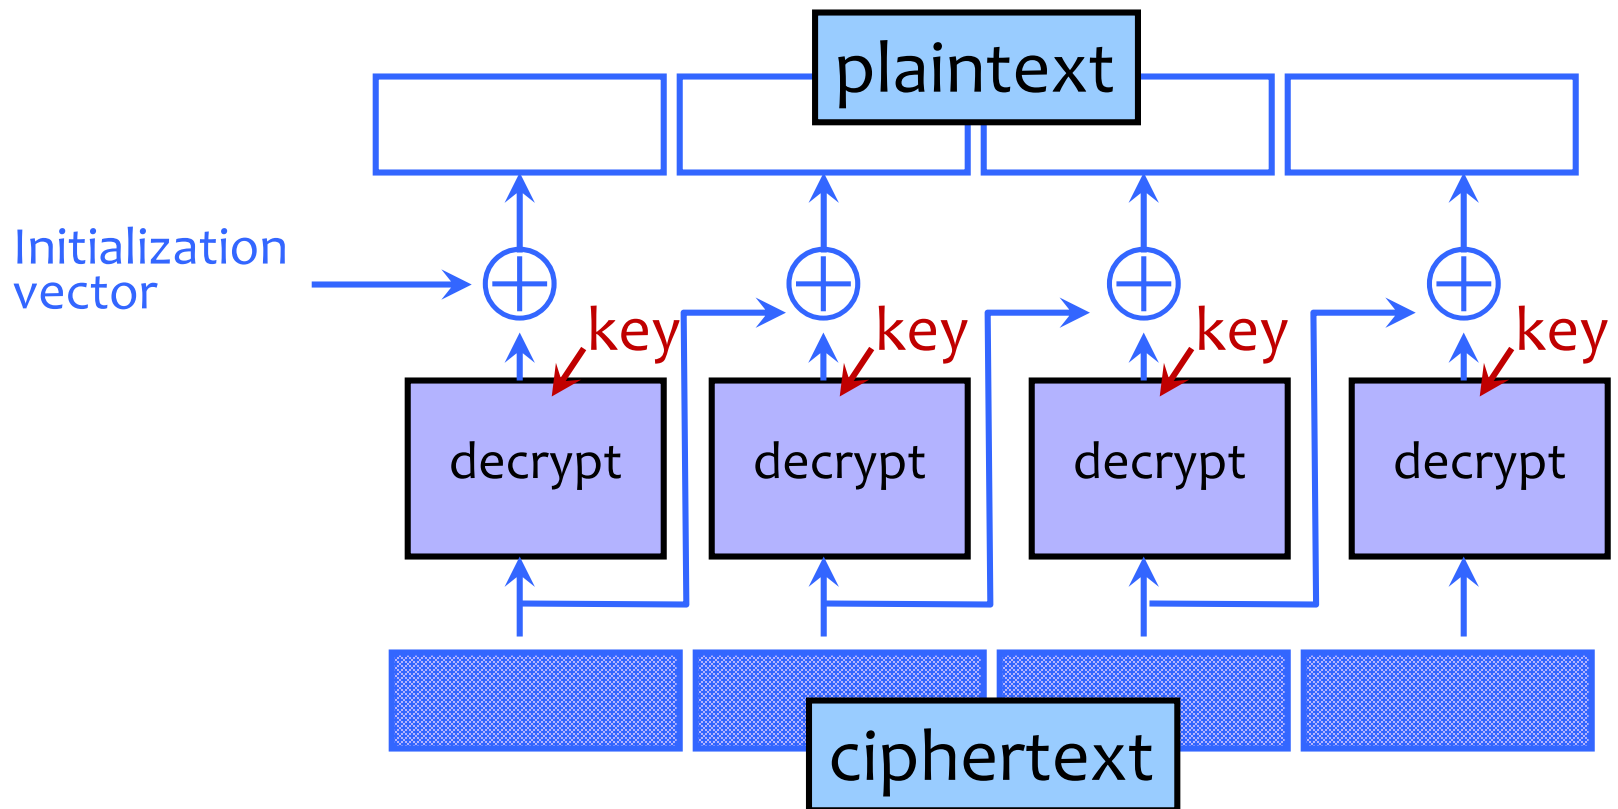 plaintext
Initialization
vector
key key key key
decrypt decrypt decrypt decrypt
ciphertext